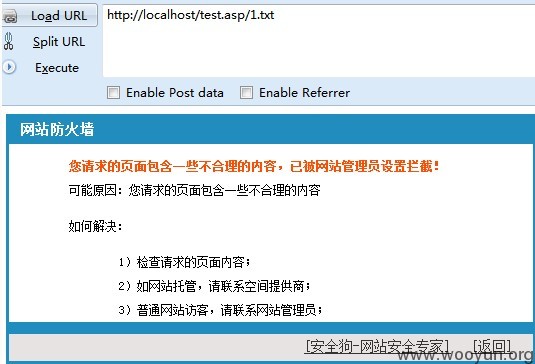 Load URL
http://localhost/test.asp/1.txt
Split URL
Execute
Enable Post data Enable Referrer
网站防火墙
您请求的页面包含一些不合理的内容，已被网站管理员设置拦截！
可能原因：您请求的页面包含一些不合理的内容
如何解决：
1）检查请求的页面内容；
2）如网站托管，请联系空间提供商；
3）普通网站访客，请联系网站管理员；
[安全狗-网站安全专家] [返回]
www.wooyun.org